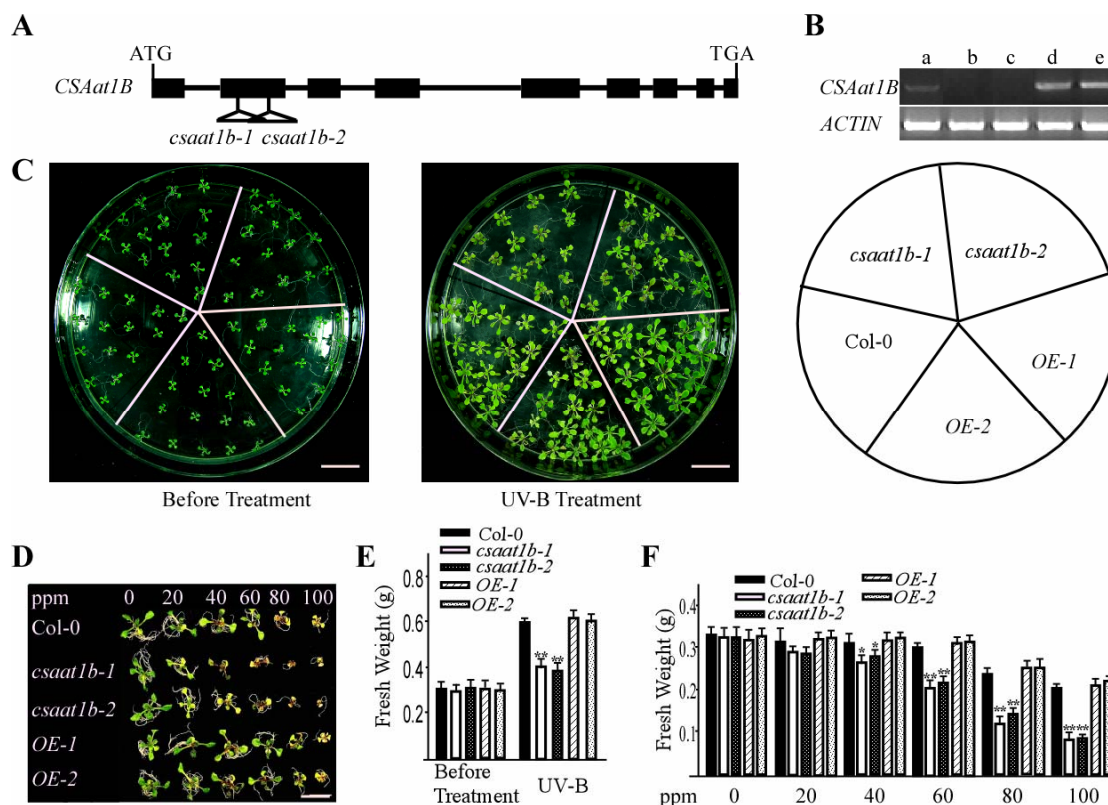 A
ATG TGA
CSAat1B
csaat1b-1 csaat1b-2
B
a b c d e
CSAat1B
ACTIN
C
Before Treatment
UV-B Treatment
csaat1b-1
csaat1b-2
Col-0
OE-1
OE-2
D
ppm 0 20 40 60 80 100
Col-0
csaat1b-1
csaat1b-2
OE-1
OE-2
E
Col-0
csaat1b-1
csaat1b-2
OE-1
OE-2
Fresh Weight (g)
0.8
0.6
0.4
0.2
** **
Before
Treatment
UV-B
F
Col-0
csaat1b-1
csaat1b-2
OE-1
OE-2
Fresh Weight (g)
0.4
0.3
0.2
0.1
* *
** **
** **
** **
ppm 0 20 40 60 80 100